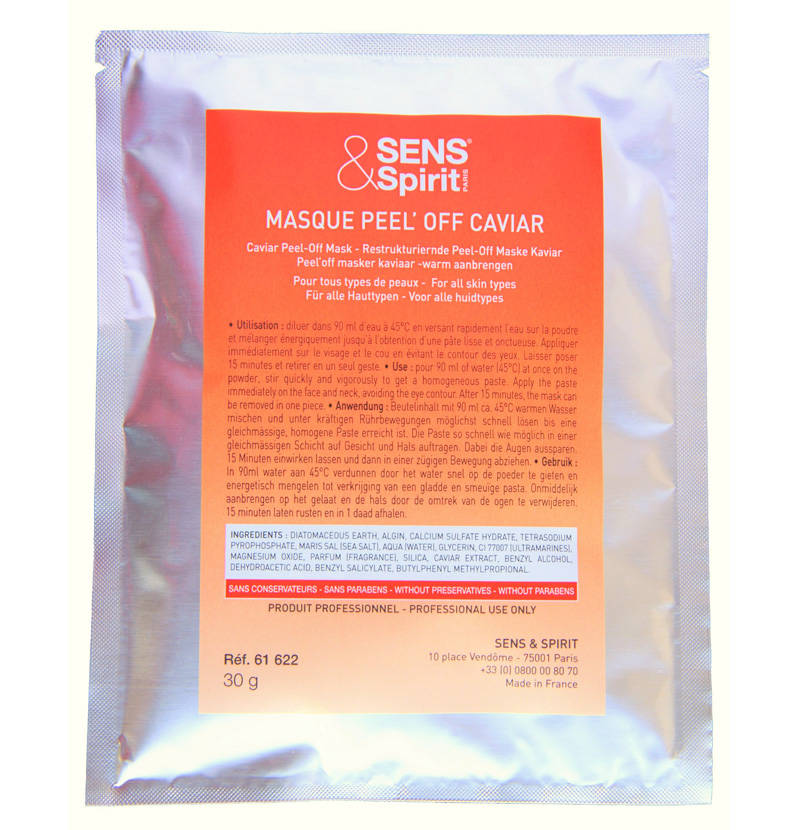 & SENS®
Spirit PARIS
MASQUE PEEL' OFF CAVIAR
Caviar Peel-Off Mask - Restrukturiernde Peel-Off Maske Kaviar
Peel'off masker kaviaar -warm aanbrengen
Pour tous types de peaux - For all skin types
Für alle Hauttypen - Voor alle huidtypes
• Utilisation : diluer dans 90 ml d'eau à 45°C en versant rapidement l'eau sur la poudre
et mélanger énergiquement jusqu'à l'obtention d'une pâte lisse et onctueuse. Appliquer
immédiatement sur le visage et le cou en évitant le contour des yeux. Laisser poser
15 minutes et retirer en un seul geste. • Use : pour 90 ml of water (45°C) at once on the
powder, stir quickly and vigorously to get a homogeneous paste. Apply the paste
immediately on the face and neck, avoiding the eye contour. After 15 minutes, the mask can
be removed in one piece. • Anwendung : Beutelinhalt mit 90 ml ca. 45°C warmen Wasser
mischen und unter kräftigen Rührbewegungen möglichst schnell lösen bis eine
gleichmässige, homogene Paste erreicht ist. Die Paste so schnell wie möglich in einer
gleichmässigen Schicht auf Gesicht und Hals auftragen. Dabei die Augen aussparen.
15 Minuten einwirken lassen und dann in einer zügigen Bewegung abziehen. • Gebruik :
In 90ml water aan 45°C verdunnen door het water snel op de poeder te gieten en
energetisch mengelen tot verkrijging van een gladde en smeuige pasta. Onmiddelijk
aanbrengen op het gelaat en de hals door de omtrek van de ogen te verwijderen.
15 minuten laten rusten en in 1 daad afhalen.
INGREDIENTS : DIATOMACEOUS EARTH, ALGIN, CALCIUM SULFATE HYDRATE, TETRASODIUM
PYROPHOSPHATE, MARIS SAL (SEA SALT), AQUA (WATER), GLYCERIN, CI 77007 (ULTRAMARINES),
MAGNESIUM OXIDE, PARFUM (FRAGRANCE), SILICA, CAVIAR EXTRACT, BENZYL ALCOHOL,
DEHYDROACETIC ACID, BENZYL SALICYLATE, BUTYLPHENYL METHYLPROPIONAL.
SANS CONSERVATEURS - SANS PARABENS - WITHOUT PRESERVATIVES - WITHOUT PARABENS
PRODUIT PROFESSIONNEL - PROFESSIONAL USE ONLY
SENS & SPIRIT
10 place Vendôme - 75001 Paris
+33 (0) 0800 00 80 70
Made in France
Réf. 61 622
30 g